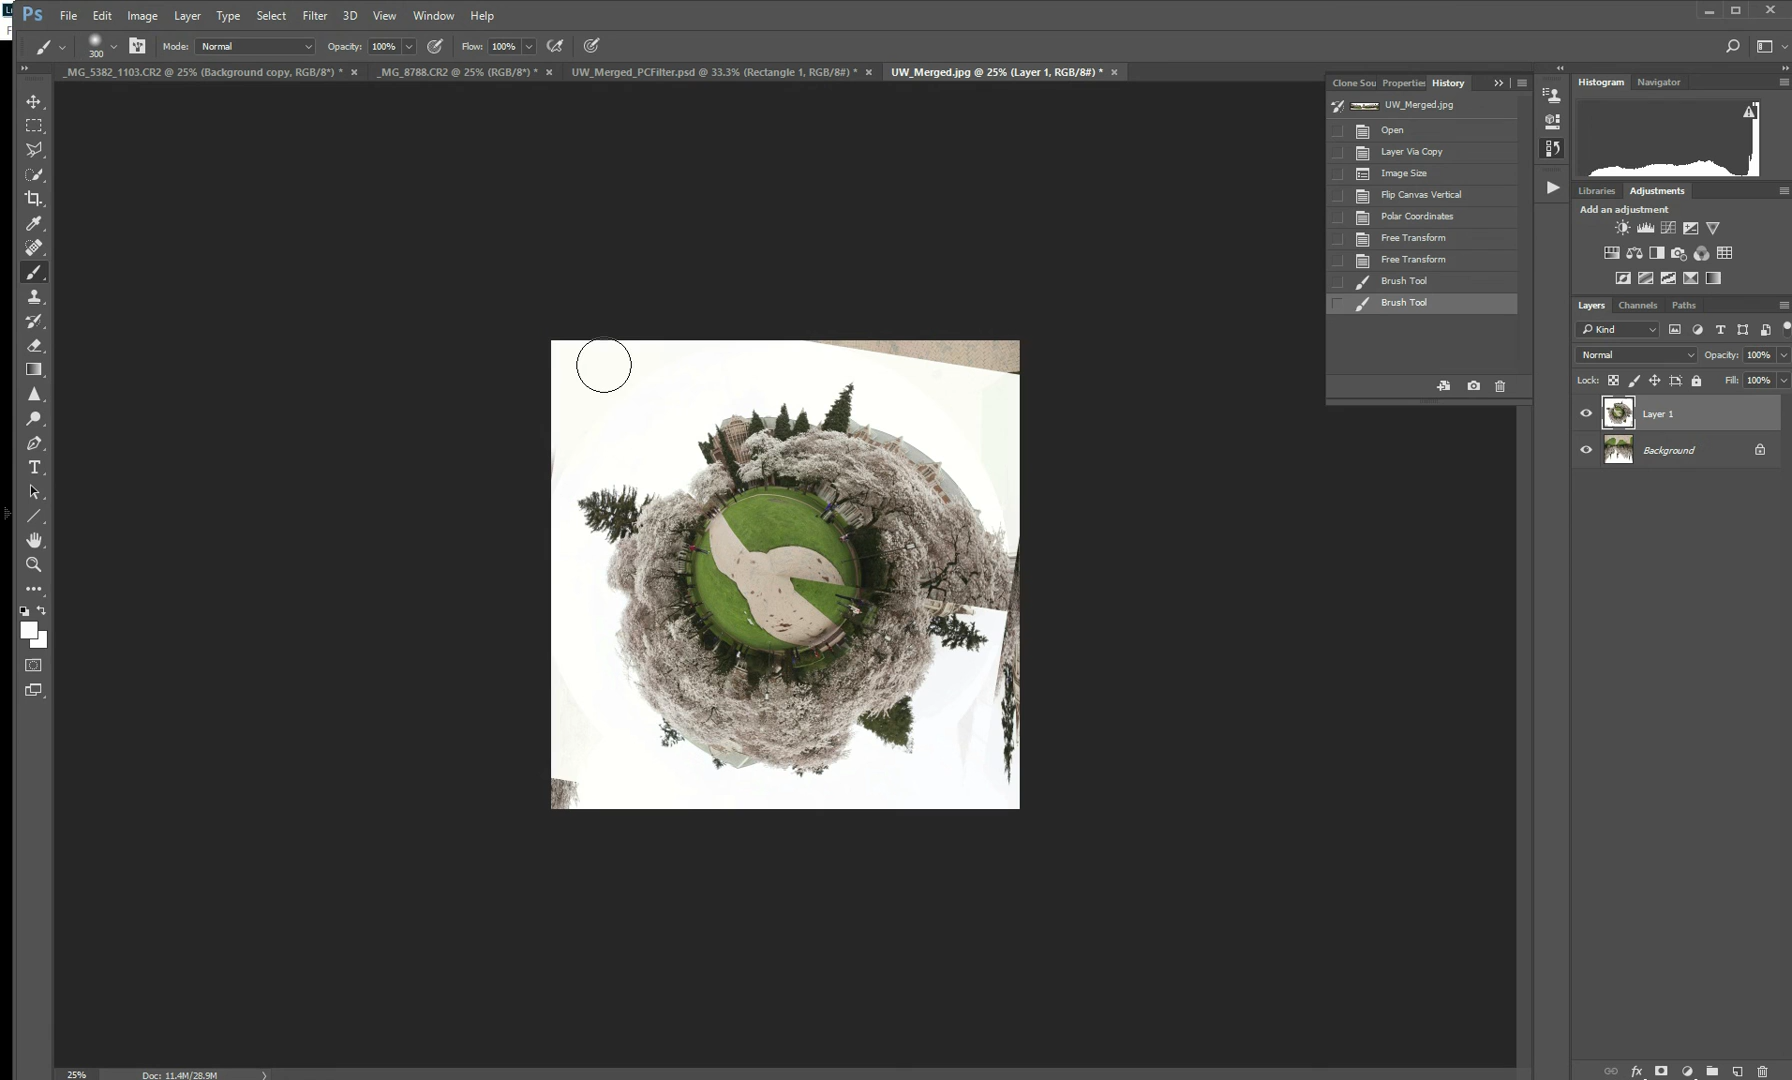 Ps File Edit Image Layer Type Select Filter 3D View Window Help
300 Mode: Normal Opacity: 100% Flow: 100%
_MG_5382_1103.CR2 @ 25% (Background copy, RGB/8*) * × _MG_8788.CR2 @ 25% (RGB/8*) * × UW_Merged_PCFilter.psd @ 33.3% (Rectangle 1, RGB/8#) * × UW_Merged.jpg @ 25% (Layer 1, RGB/8#) * ×
Clone Sou Properties History
UW_Merged.jpg
Open
Layer Via Copy
Image Size
Flip Canvas Vertical
Polar Coordinates
Free Transform
Free Transform
Brush Tool
Brush Tool
Histogram Navigator
Libraries Adjustments
Add an adjustment
Layers Channels Paths
Kind
Normal Opacity: 100%
Lock: Fill: 100%
Layer 1
Background
25% Doc: 11.4M/28.9M